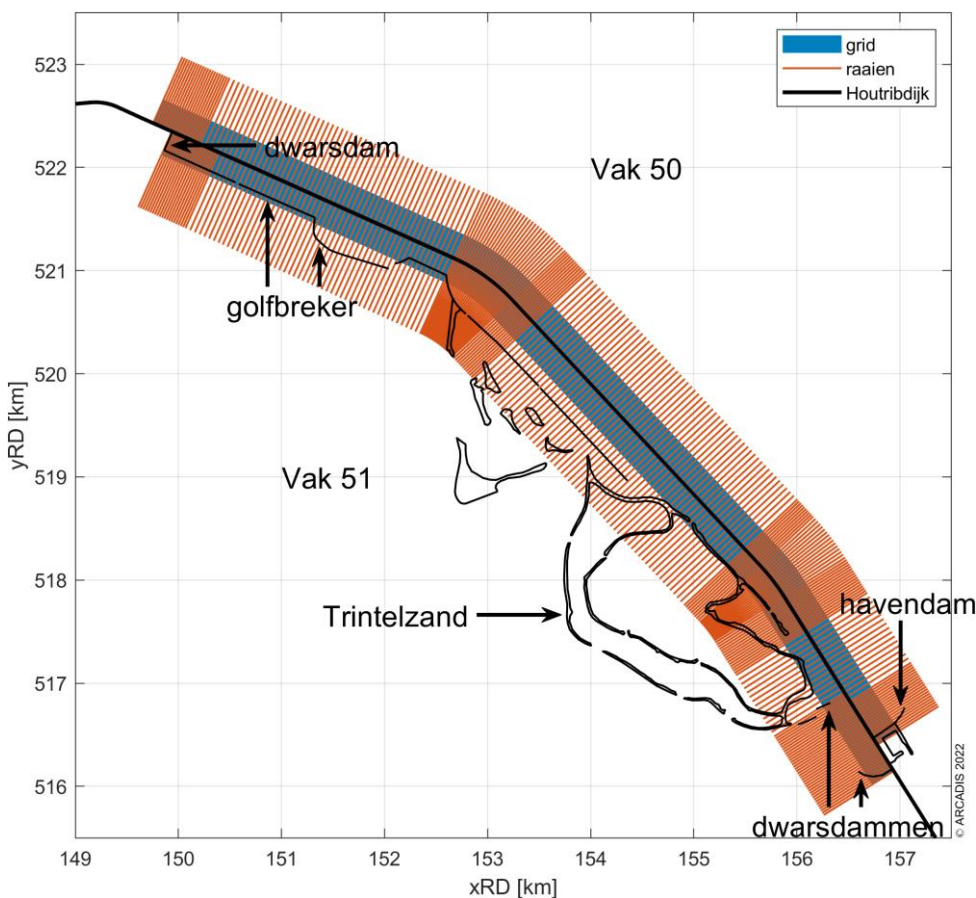 523
522
521
520
519
518
517
516
yRD [km]
149
150
151
152
153
154
155
156
157
xRD [km]
grid
raaien
Houtribdijk
dwarsdam
Vak 50
golfbreker
Vak 51
Trintelzand
havendam
dwarsdammen
© ARCADIS 2022